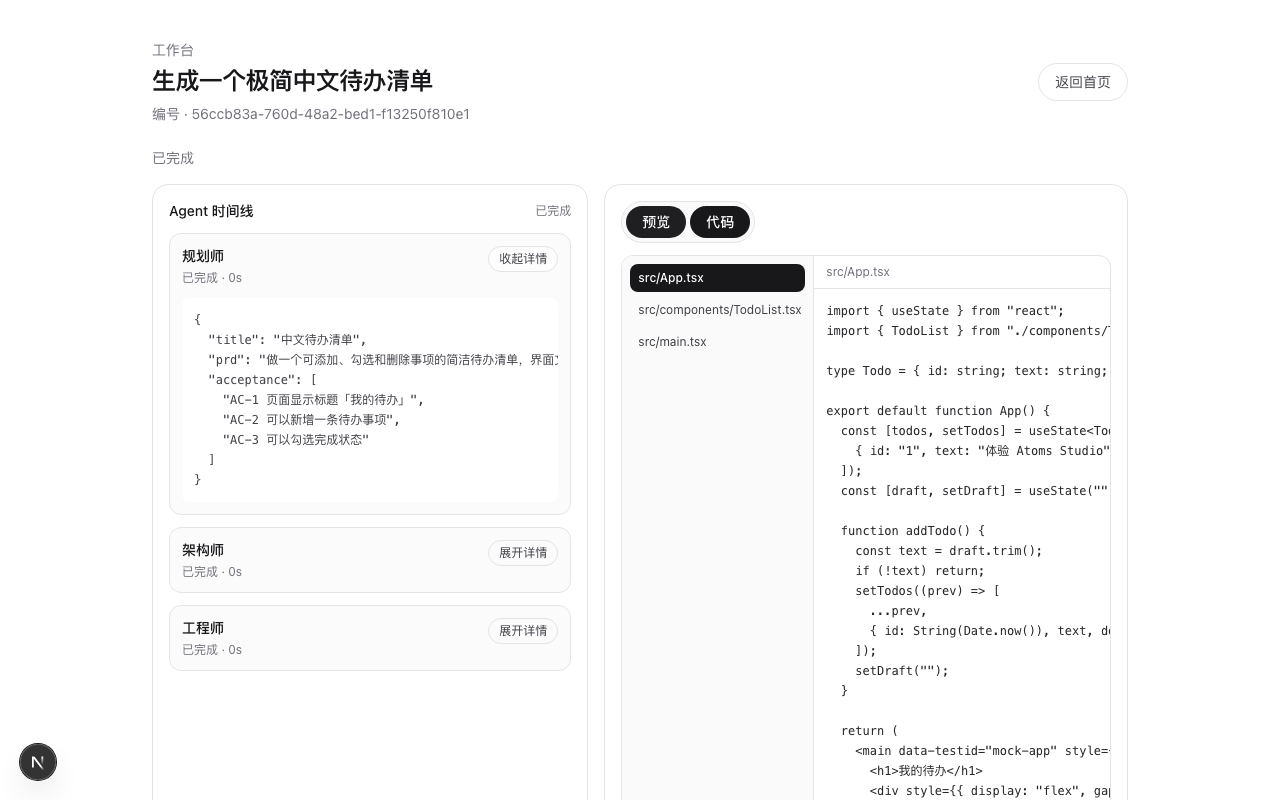 工作台
生成一个极简中文待办清单
编号 · 56ccb83a-760d-48a2-bed1-f13250f810e1
返回首页
已完成
Agent 时间线
已完成
规划师
已完成 · 0s
收起详情
{
"title": "中文待办清单",
"prd": "做一个可添加、勾选和删除事项的简洁待办清单，界面
"acceptance": [
"AC-1 页面显示标题「我的待办」",
"AC-2 可以新增一条待办事项",
"AC-3 可以勾选完成状态"
]
}
架构师
已完成 · 0s
展开详情
工程师
已完成 · 0s
展开详情
预览
代码
src/App.tsx
src/components/TodoList.tsx
src/main.tsx
src/App.tsx
import { useState } from "react";
import { TodoList } from "./components/
type Todo = { id: string; text: string;
export default function App() {
const [todos, setTodos] = useState<To
{ id: "1", text: "体验 Atoms Studio"
]);
const [draft, setDraft] = useState(""
function addTodo() {
const text = draft.trim();
if (!text) return;
setTodos((prev) => [
...prev,
{ id: String(Date.now()), text, d
]);
setDraft("");
}
return (
<main data-testid="mock-app" style=
<h1>我的待办</h1>
<div style={{ display: "flex", ga
N